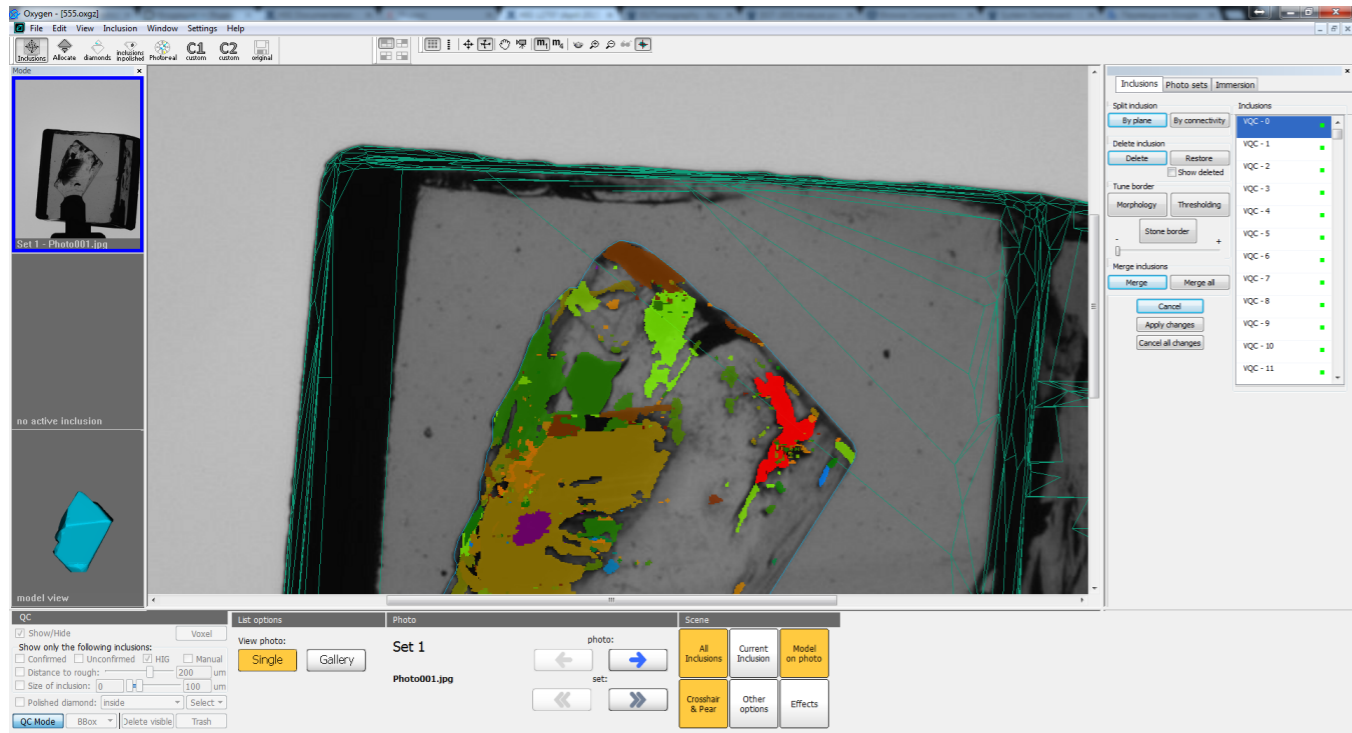 Oxygen - [555.oxgz]
File Edit View Inclusion Window Settings Help
Inclusions Allocate diamonds inclusions inpolished Photoreal C1 custom C2 custom original
Mode
Set 1 - Photo001.jpg
no active inclusion
model view
Inclusions Photo sets Immersion
Split inclusion
By plane By connectivity
Delete inclusion
Delete Restore
Show deleted
Tune border
Morphology Thresholding
Stone border
- +
Merge inclusions
Merge Merge all
Cancel
Apply changes
Cancel all changes
Inclusions
VQC - 0
VQC - 1
VQC - 2
VQC - 3
VQC - 4
VQC - 5
VQC - 6
VQC - 7
VQC - 8
VQC - 9
VQC - 10
VQC - 11
QC
Show/Hide Voxel
Show only the following inclusions:
Confirmed Unconfirmed HIG Manual
Distance to rough: 200 um
Size of inclusion: 0 100 um
Polished diamond: inside Select
QC Mode BBox Delete visible Trash
List options
View photo:
Single Gallery
Photo
Set 1
photo:
Photo001.jpg
set:
Scene
All Inclusions
Current Inclusion
Model on photo
Crosshair & Pear
Other options
Effects